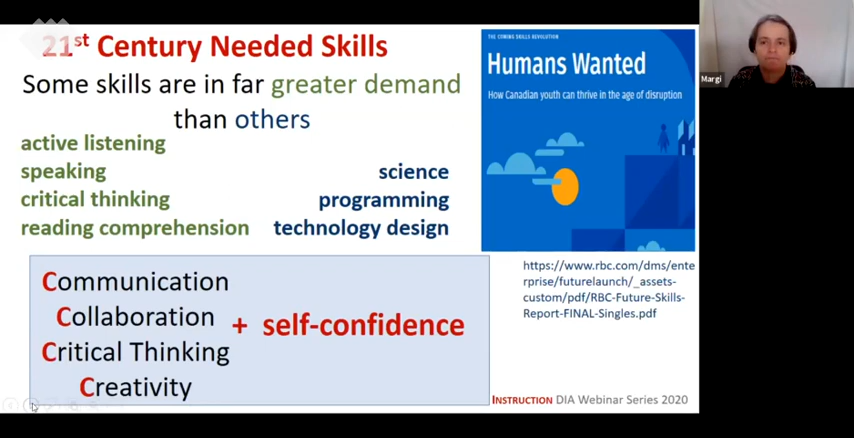 21st Century Needed Skills
Some skills are in far greater demand
than others
active listening
speaking
critical thinking
reading comprehension
science
programming
technology design
Communication
Collaboration
Critical Thinking
Creativity
+ self-confidence
THE COMING SKILLS REVOLUTION
Humans Wanted
How Canadian youth can thrive in the age of disruption
https://www.rbc.com/dms/ente
rprise/futurelaunch/_assets-
custom/pdf/RBC-Future-Skills-
Report-FINAL-Singles.pdf
INSTRUCTION DIA Webinar Series 2020
Margi